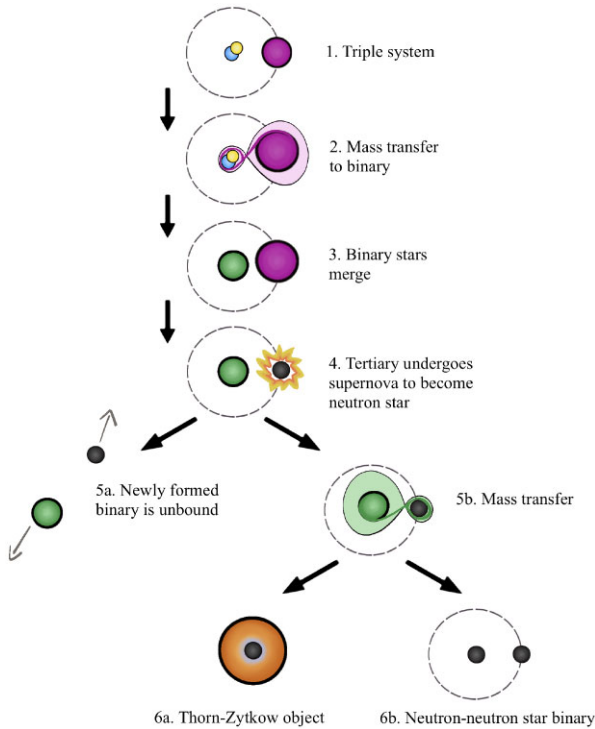 1. Triple system
2. Mass transfer
to binary
3. Binary stars
merge
4. Tertiary undergoes
supernova to become
neutron star
5a. Newly formed
binary is unbound
5b. Mass transfer
6a. Thorn-Zytkow object
6b. Neutron-neutron star binary